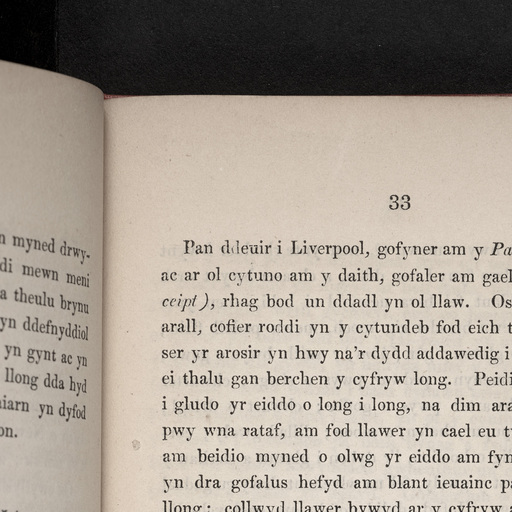 myned drwy-
di mewn meni
a theulu brynu
yn ddefnyddiol
yn gynt ac yn
llong dda hyd
yn dyfod
on.
33
Pan ddeuir i Liverpool, gofyner am y Pa
ac ar ol cytuno am y daith, gofaler am gael
ceipt), rhag bod un ddadl yn ol llaw. Os
arall, cofier roddi yn y cytundeb fod eich t
ser yr arosir yn hwy na'r dydd addawedig i
ei thalu gan berchen y cyfryw long. Peidi
i gludo yr eiddo o long i long, na dim ara
pwy wna rataf, am fod llawer yn cael eu t
am beidio myned o olwg yr eiddo am fyn
yn dra gofalus hefyd am blant ieuainc pa
llong; collwyd llawer bywyd ar y cyfryw a